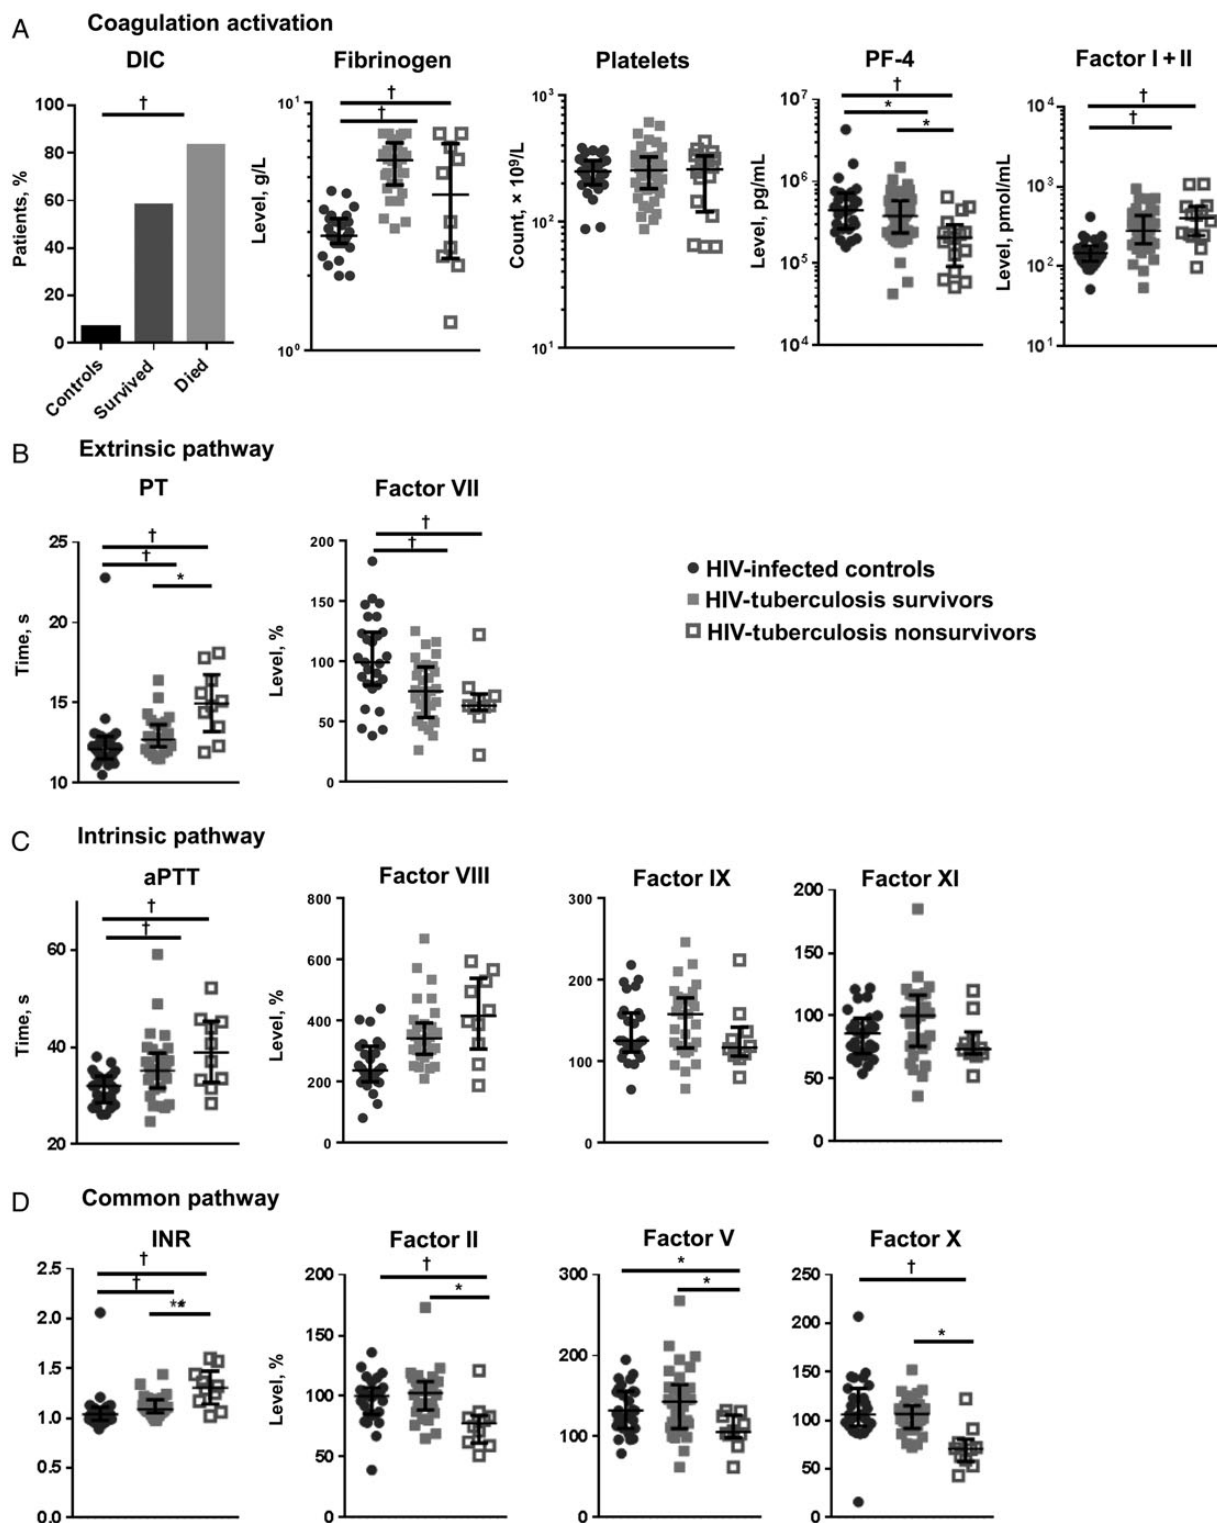 A Coagulation activation
DIC Fibrinogen Platelets PF-4 Factor I + II
† † † † * * † †
Patients, %
100
80
60
40
20
0
Controls Survived Died
Level, g/L
10¹
10⁰
Count, × 10⁹/L
10³
10²
10¹
Level, pg/mL
10⁷
10⁶
10⁵
10⁴
Level, pmol/mL
10⁴
10³
10²
10¹
B Extrinsic pathway
PT Factor VII
† † * † †
Time, s
25
20
15
10
Level, %
200
150
100
50
0
HIV-infected controls
HIV-tuberculosis survivors
HIV-tuberculosis nonsurvivors
C Intrinsic pathway
aPTT Factor VIII Factor IX Factor XI
† †
Time, s
60
40
20
Level, %
800
600
400
200
0
300
200
100
0
200
150
100
50
0
D Common pathway
INR Factor II Factor V Factor X
† † ** † * * * † *
2.5
2.0
1.5
1.0
0.5
0.0
Level, %
200
150
100
50
0
300
200
100
0
250
200
150
100
50
0